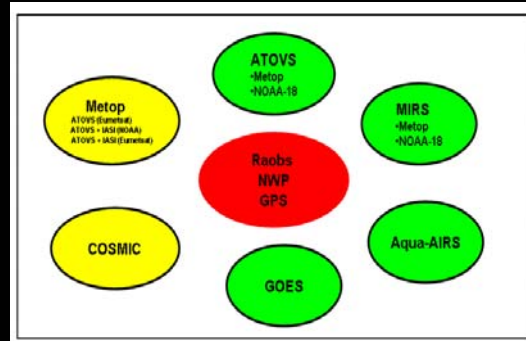 ATOVS
•Metop
•NOAA-18
Metop
ATOVS (Eumetsat)
ATOVS + IASI (NOAA)
ATOVS + IASI (Eumetsat)
MIRS
•Metop
•NOAA-18
Raobs
NWP
GPS
COSMIC
Aqua-AIRS
GOES